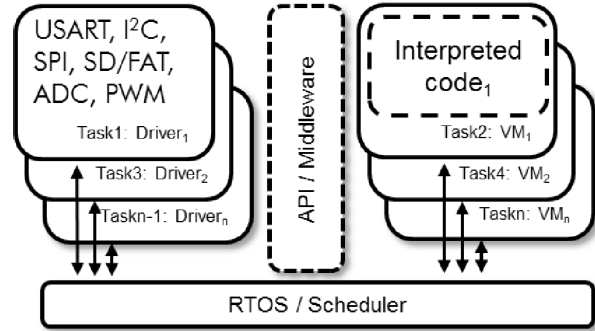 USART, I²C,
SPI, SD/FAT,
ADC, PWM
Task1: Driver₁
Task3: Driver₂
Taskn-1: Driverₙ
API / Middleware
Interpreted
code₁
Task2: VM₁
Task4: VM₂
Taskn: VMₙ
RTOS / Scheduler